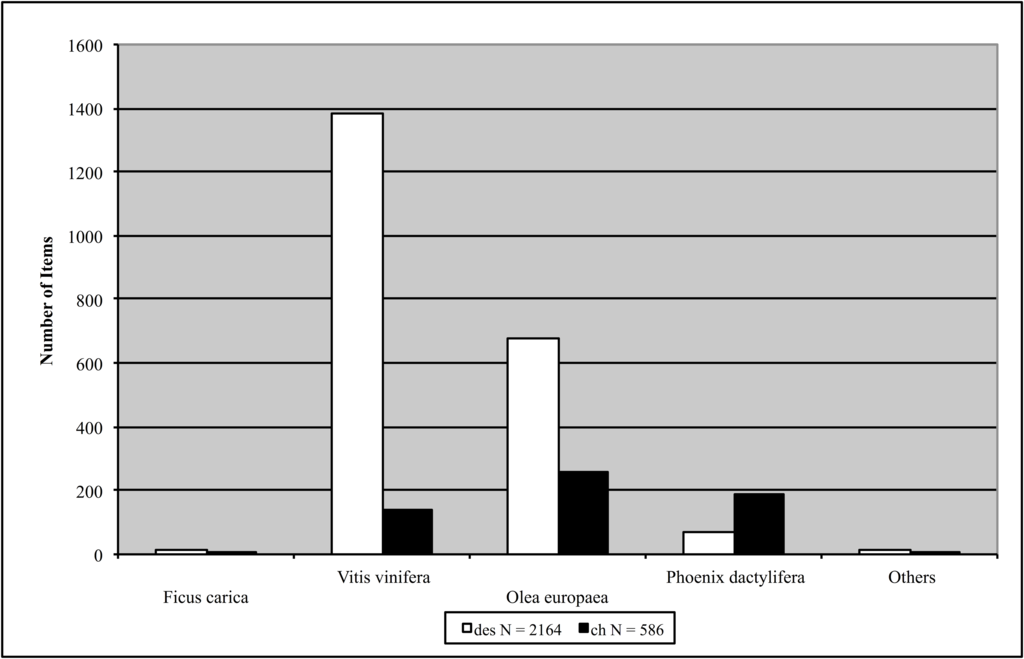 1600
1400
1200
1000
800
600
400
200
0
Number of Items
Vitis vinifera
Phoenix dactylifera
Others
Ficus carica
Olea europaea
des N = 2164 ch N = 586